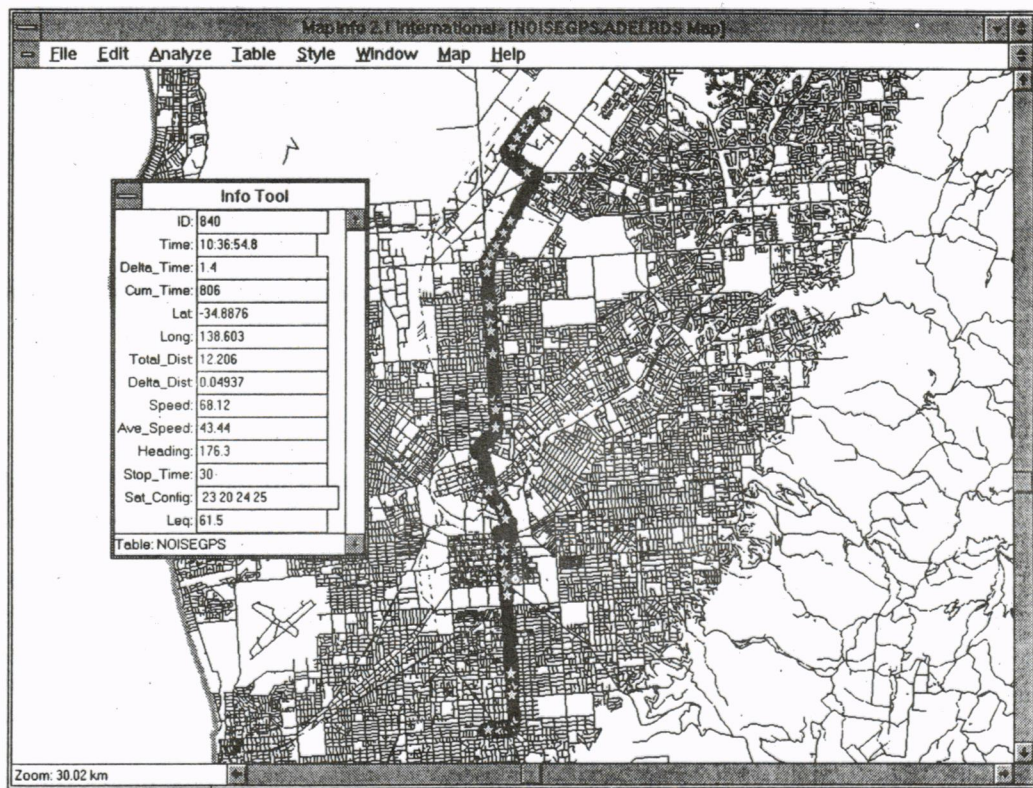 MapInfo 2.1 International - [NOISEGPS,ADELRDS Map]
File Edit Analyze Table Style Window Map Help
Info Tool
ID: 840
Time: 10:36:54.8
Delta_Time: 1.4
Cum_Time: 806
Lat: -34.8876
Long: 138.603
Total_Dist: 12.206
Delta_Dist: 0.04937
Speed: 68.12
Ave_Speed: 43.44
Heading: 176.3
Stop_Time: 30
Sat_Config: 23 20 24 25
Leq: 61.5
Table: NOISEGPS
Zoom: 30.02 km